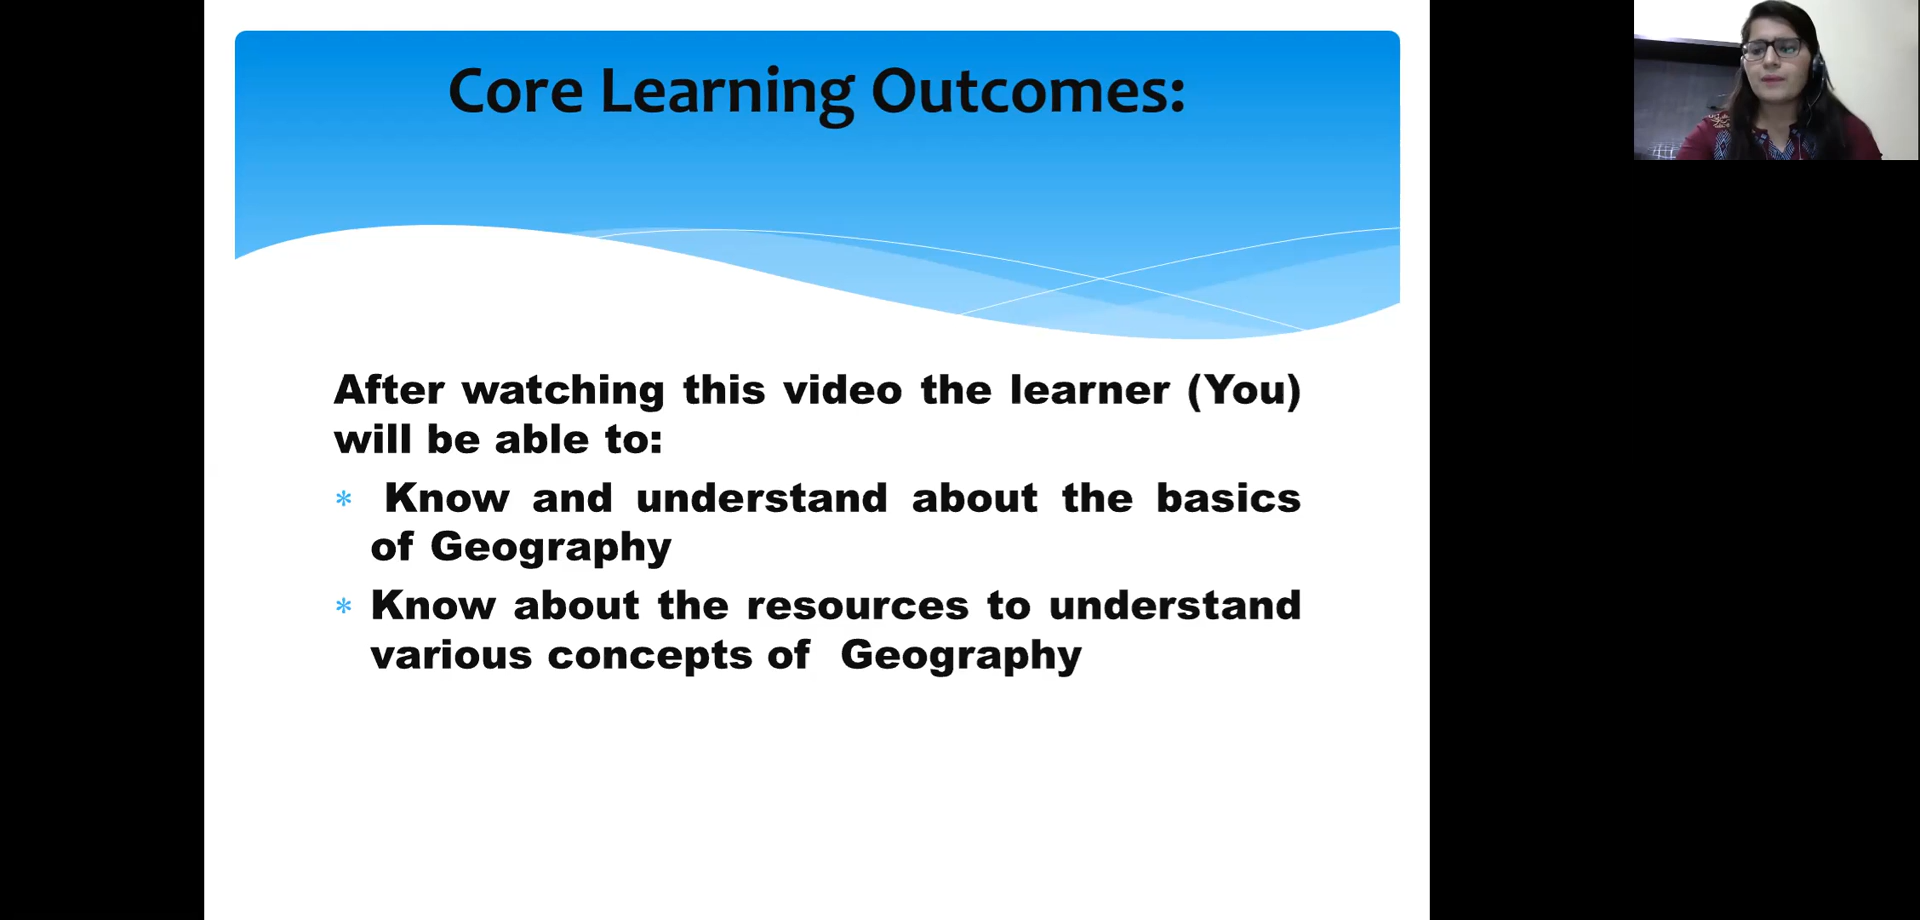 Core Learning Outcomes:
After watching this video the learner (You)
will be able to:
* Know and understand about the basics
of Geography
* Know about the resources to understand
various concepts of Geography